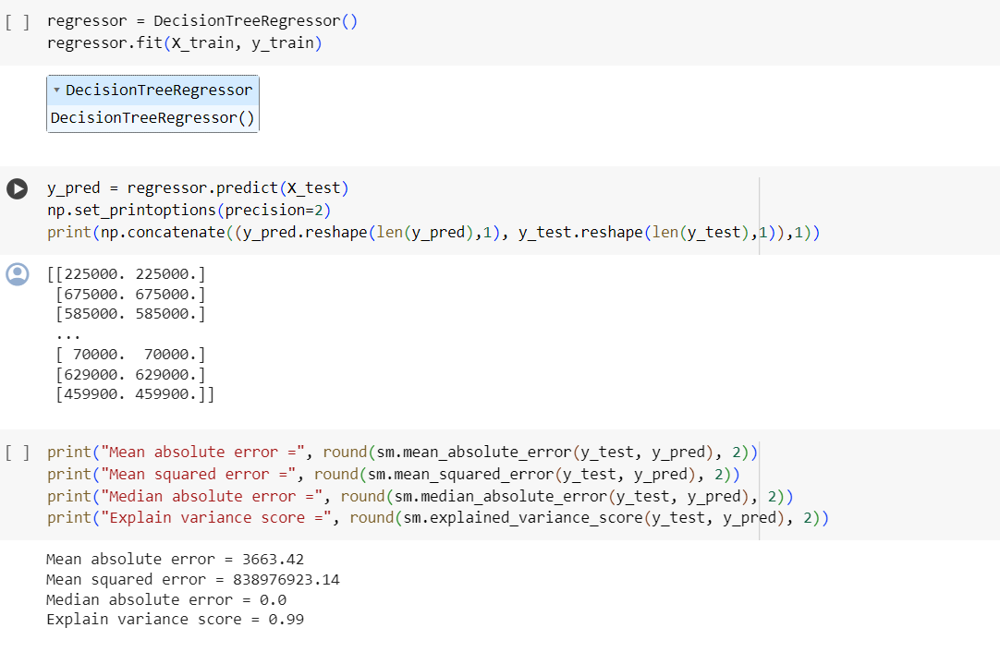 [ ] regressor = DecisionTreeRegressor()
regressor.fit(X_train, y_train)
▾ DecisionTreeRegressor
DecisionTreeRegressor()
y_pred = regressor.predict(X_test)
np.set_printoptions(precision=2)
print(np.concatenate((y_pred.reshape(len(y_pred),1), y_test.reshape(len(y_test),1)),1))
[[225000. 225000.]
[675000. 675000.]
[585000. 585000.]
...
[ 70000.  70000.]
[629000. 629000.]
[459900. 459900.]]
[ ] print("Mean absolute error =", round(sm.mean_absolute_error(y_test, y_pred), 2))
print("Mean squared error =", round(sm.mean_squared_error(y_test, y_pred), 2))
print("Median absolute error =", round(sm.median_absolute_error(y_test, y_pred), 2))
print("Explain variance score =", round(sm.explained_variance_score(y_test, y_pred), 2))
Mean absolute error = 3663.42
Mean squared error = 838976923.14
Median absolute error = 0.0
Explain variance score = 0.99